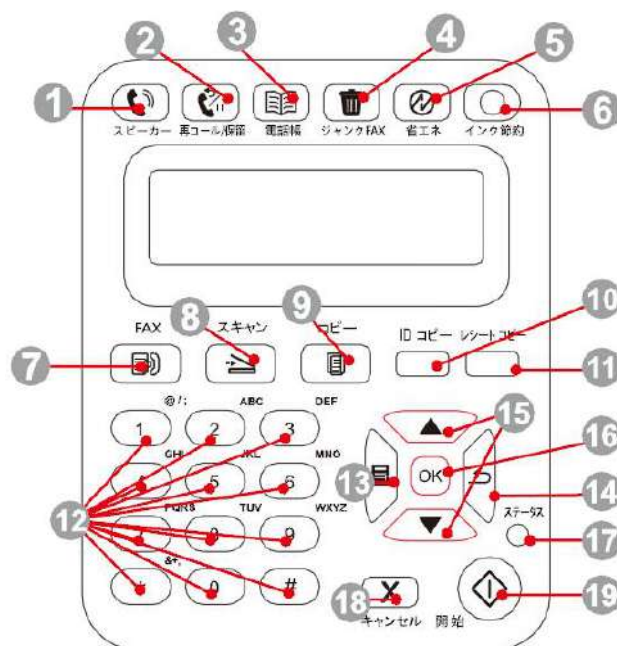 1 2 3 4 5 6
スピーカー 再コール/保留 電話帳 ジャンクFAX 省エネ インク節約
FAX スキャン コピー ID コピー レシートコピー
7 8 9 10 11
@/: ABC DEF
1 2 3
GHI JKL MNO
4 5 6
PQRS TUV WXYZ
7 8 9
&+,
* 0 #
12
13 OK 14 15 16
ステータス
17
X
18 19
キャンセル 開始